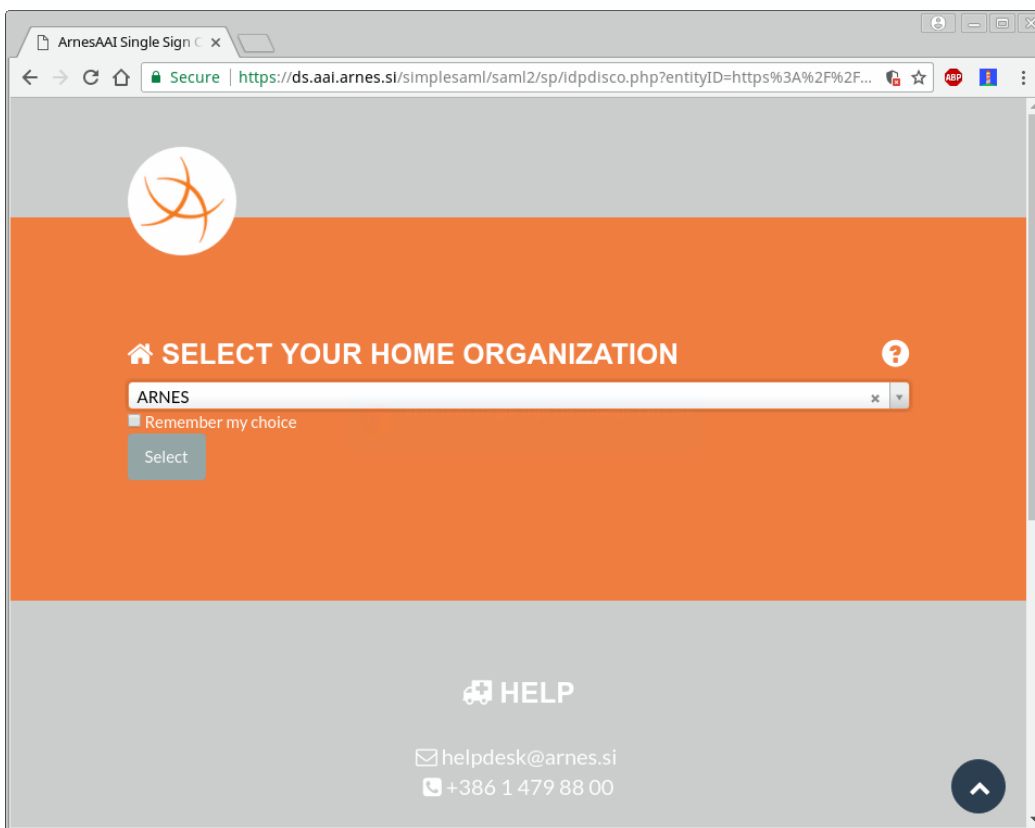 ArnesAAI Single Sign
Secure | https://ds.aai.arnes.si/simplesaml/saml2/sp/idpdisco.php?entityID=https%3A%2F%2F...
ABP
SELECT YOUR HOME ORGANIZATION
ARNES
Remember my choice
Select
HELP
helpdesk@arnes.si
+386 1 479 88 00